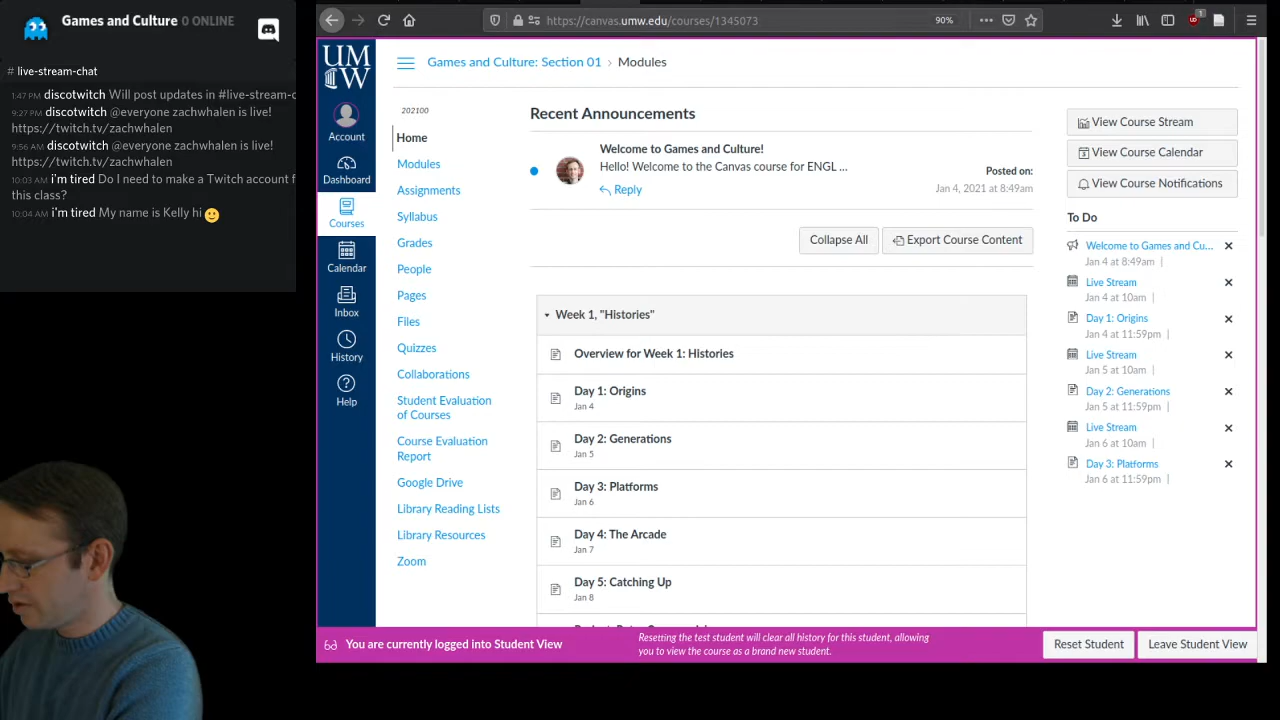 Games and Culture 0 ONLINE
# live-stream-chat
1:47 PM discotwitch Will post updates in #live-stream-c
9:27 PM discotwitch @everyone zachwhalen is live!
https://twitch.tv/zachwhalen
9:56 AM discotwitch @everyone zachwhalen is live!
https://twitch.tv/zachwhalen
10:03 AM i'm tired Do I need to make a Twitch account f
this class?
10:04 AM i'm tired My name is Kelly hi
https://canvas.umw.edu/courses/1345073
90%
1
UMW
Account
Dashboard
Courses
Calendar
Inbox
History
Help
Games and Culture: Section 01 › Modules
202100
Home
Modules
Assignments
Syllabus
Grades
People
Pages
Files
Quizzes
Collaborations
Student Evaluation
of Courses
Course Evaluation
Report
Google Drive
Library Reading Lists
Library Resources
Zoom
Recent Announcements
Welcome to Games and Culture!
Hello! Welcome to the Canvas course for ENGL ...
Reply
Posted on:
Jan 4, 2021 at 8:49am
Collapse All
Export Course Content
Week 1, "Histories"
Overview for Week 1: Histories
Day 1: Origins
Jan 4
Day 2: Generations
Jan 5
Day 3: Platforms
Jan 6
Day 4: The Arcade
Jan 7
Day 5: Catching Up
Jan 8
View Course Stream
View Course Calendar
View Course Notifications
To Do
Welcome to Games and Cu...
Jan 4 at 8:49am |
Live Stream
Jan 4 at 10am |
Day 1: Origins
Jan 4 at 11:59pm |
Live Stream
Jan 5 at 10am |
Day 2: Generations
Jan 5 at 11:59pm |
Live Stream
Jan 6 at 10am |
Day 3: Platforms
Jan 6 at 11:59pm |
You are currently logged into Student View
Resetting the test student will clear all history for this student, allowing
you to view the course as a brand new student.
Reset Student
Leave Student View